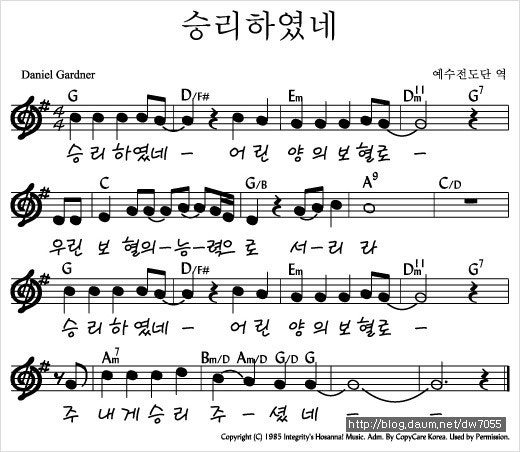 승리하였네
Daniel Gardner 예수전도단 역
G D/F# Em Dm11 G7
4/4
승리하였네- 어린 양의보혈로-
C G/B A9 C/D
우린 보혈의-능-력으로 서-리라
G D/F# Em Dm11 G7
승리하였네- 어린 양의보혈로-
Am7 Bm/D Am/D G/D G
주 내게승리 주-셨네- -
http://blog.daum.net/dw7055
Copyright (C) 1985 Integrity's Hosanna! Music. Adm. By CopyCare Korea. Used by Permission.